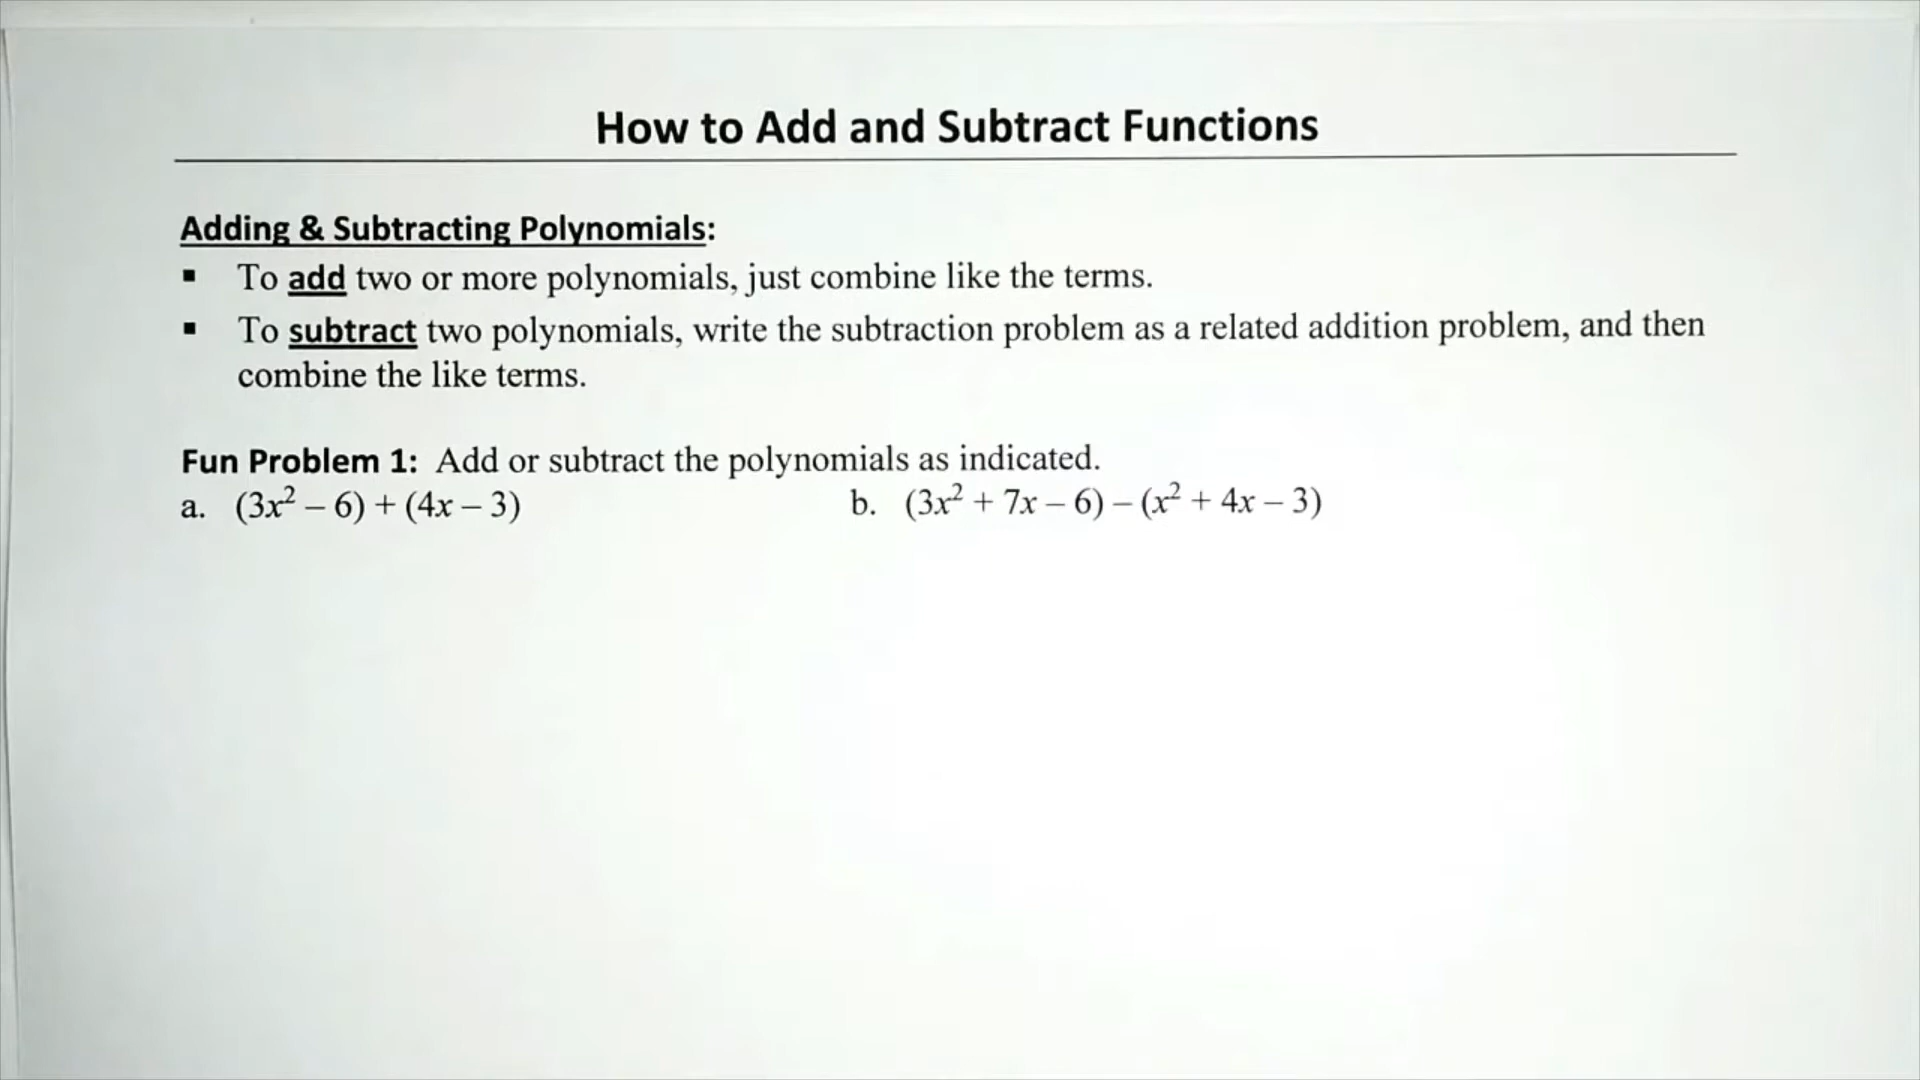 How to Add and Subtract Functions
Adding & Subtracting Polynomials:
▪ To add two or more polynomials, just combine like the terms.
▪ To subtract two polynomials, write the subtraction problem as a related addition problem, and then
combine the like terms.
Fun Problem 1: Add or subtract the polynomials as indicated.
a. (3x² – 6) + (4x – 3) b. (3x² + 7x – 6) – (x² + 4x – 3)